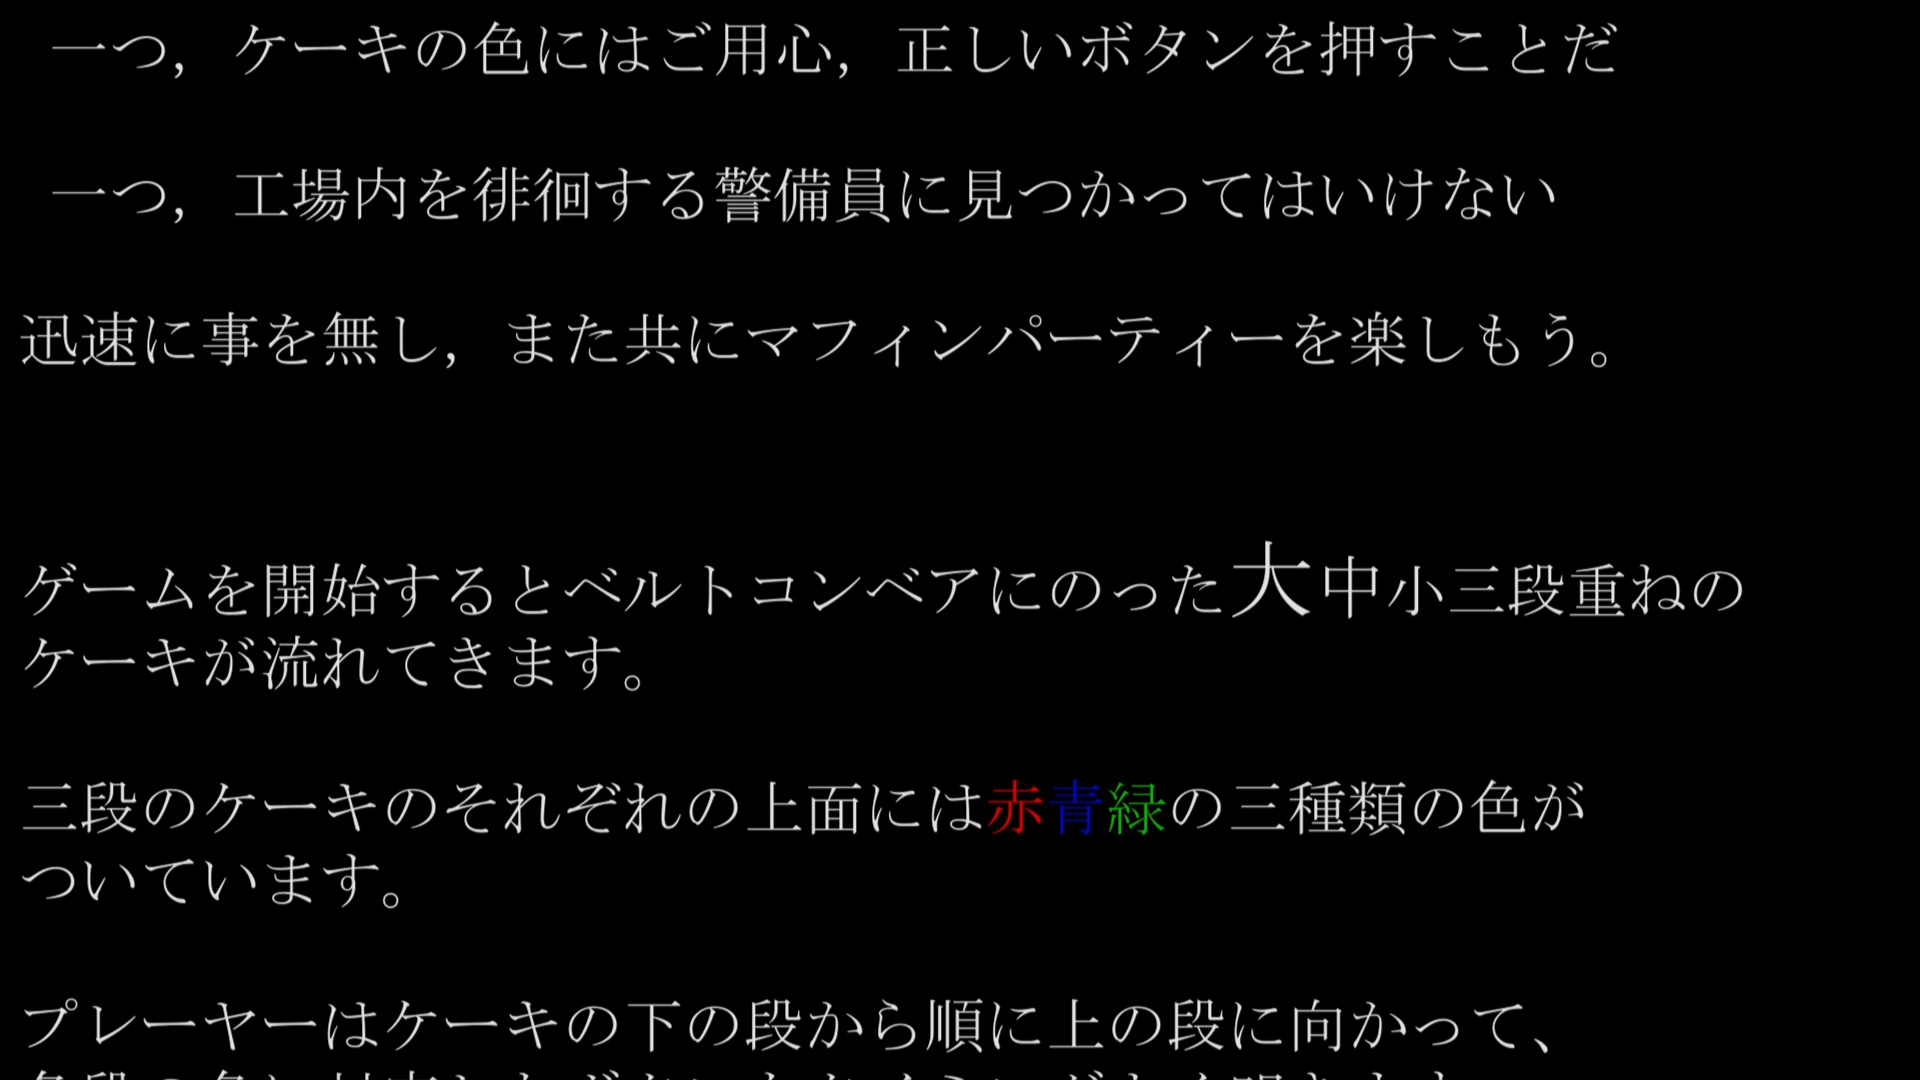 一つ，ケーキの色にはご用心，正しいボタンを押すことだ
一つ，工場内を徘徊する警備員に見つかってはいけない
迅速に事を無し，また共にマフィンパーティーを楽しもう。
ゲームを開始するとベルトコンベアにのった大中小三段重ねの
ケーキが流れてきます。
三段のケーキのそれぞれの上面には赤青緑の三種類の色が
ついています。
プレーヤーはケーキの下の段から順に上の段に向かって、